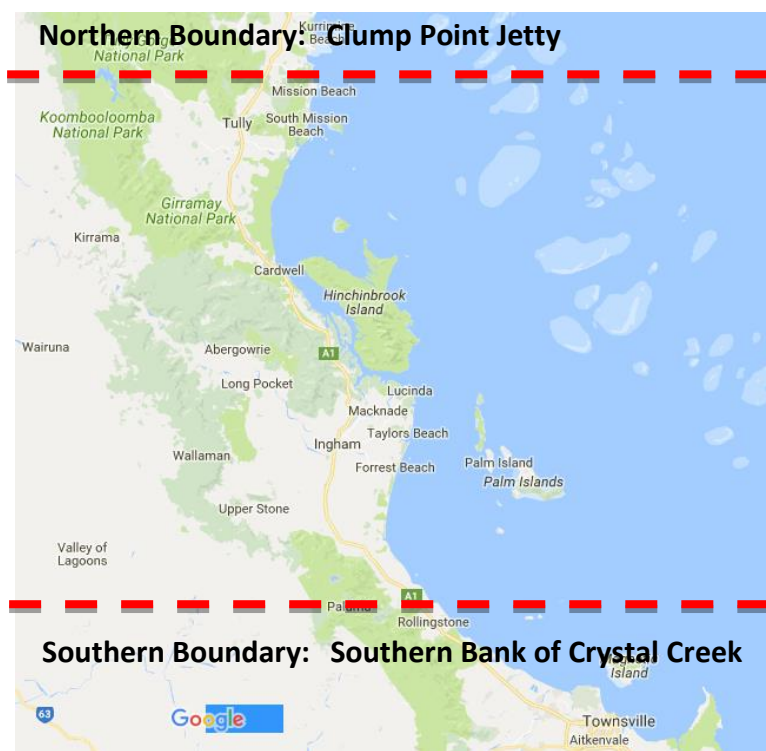 Kurrimine
Beach
Northern Boundary: Clump Point Jetty
National Park
Mission Beach
Koombooloomba
National Park
Tully
South Mission
Beach
Girramay
National Park
Kirrama
Cardwell
Hinchinbrook
Island
Wairuna
Abergowrie
A1
Long Pocket
Lucinda
Macknade
Taylors Beach
Ingham
Wallaman
Forrest Beach
Palm Island
Palm Islands
Upper Stone
Valley of
Lagoons
A1
Paluma
Rollingstone
Southern Boundary: Southern Bank of Crystal Creek
Island
63
Google
Townsville
Aitkenvale